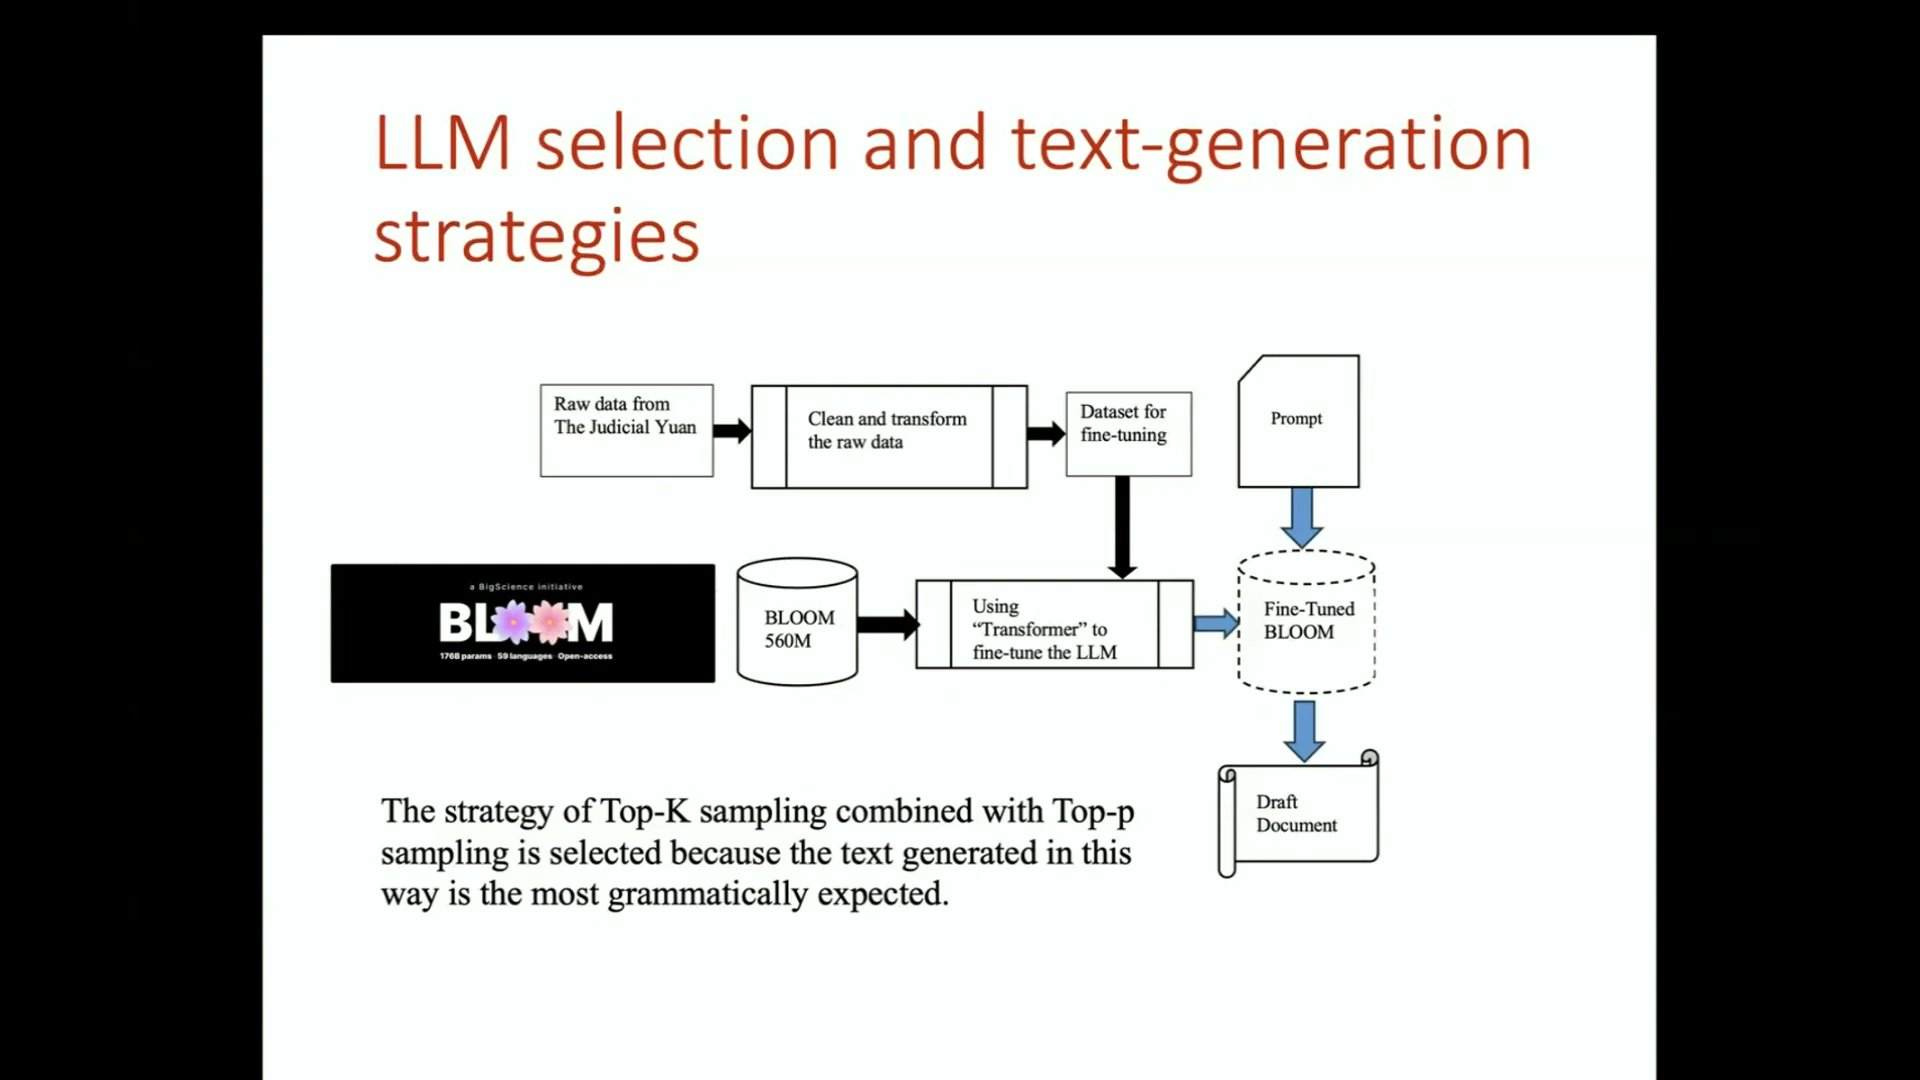 LLM selection and text-generation
strategies
Raw data from
The Judicial Yuan
Clean and transform
the raw data
Dataset for
fine-tuning
Prompt
a BigScience initiative
BLOOM
176B params · 59 languages · Open-access
BLOOM
560M
Using
“Transformer” to
fine-tune the LLM
Fine-Tuned
BLOOM
Draft
Document
The strategy of Top-K sampling combined with Top-p
sampling is selected because the text generated in this
way is the most grammatically expected.